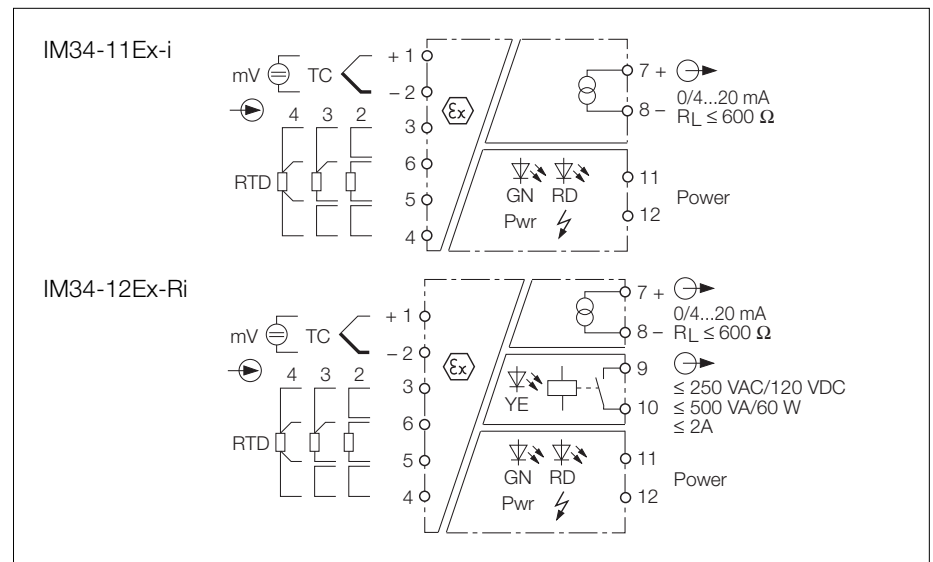 IM34-11Ex-i
mV TC + 1
– 2
4 3 2
3
6
RTD
5
4
Ex
7 +
0/4...20 mA
8 – RL ≤ 600 Ω
GN RD
Pwr
11
Power
12
IM34-12Ex-Ri
mV TC + 1
– 2
4 3 2
3
6
RTD
5
4
Ex
7 +
0/4...20 mA
8 – RL ≤ 600 Ω
YE
9
≤ 250 VAC/120 VDC
10 ≤ 500 VA/60 W
≤ 2A
GN RD
Pwr
11
Power
12